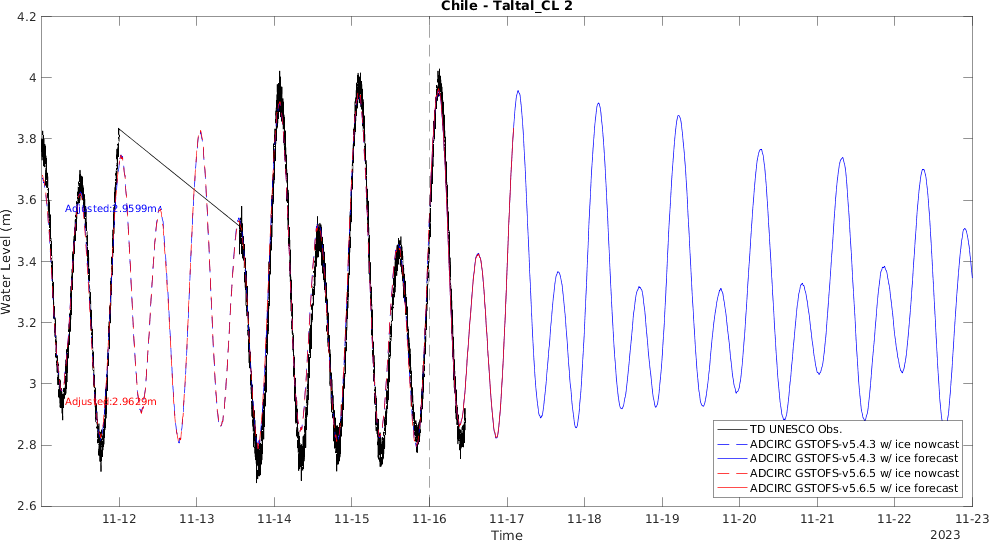 Chile - Taltal_CL 2
4.2
4
3.8
3.6
3.4
3.2
3
2.8
2.6
Water Level (m)
Adjusted:2.9599m
Adjusted:2.9629m
TD UNESCO Obs.
ADCIRC GSTOFS-v5.4.3 w/ ice nowcast
ADCIRC GSTOFS-v5.4.3 w/ ice forecast
ADCIRC GSTOFS-v5.6.5 w/ ice nowcast
ADCIRC GSTOFS-v5.6.5 w/ ice forecast
11-12 11-13 11-14 11-15 11-16 11-17 11-18 11-19 11-20 11-21 11-22 11-23
Time
2023